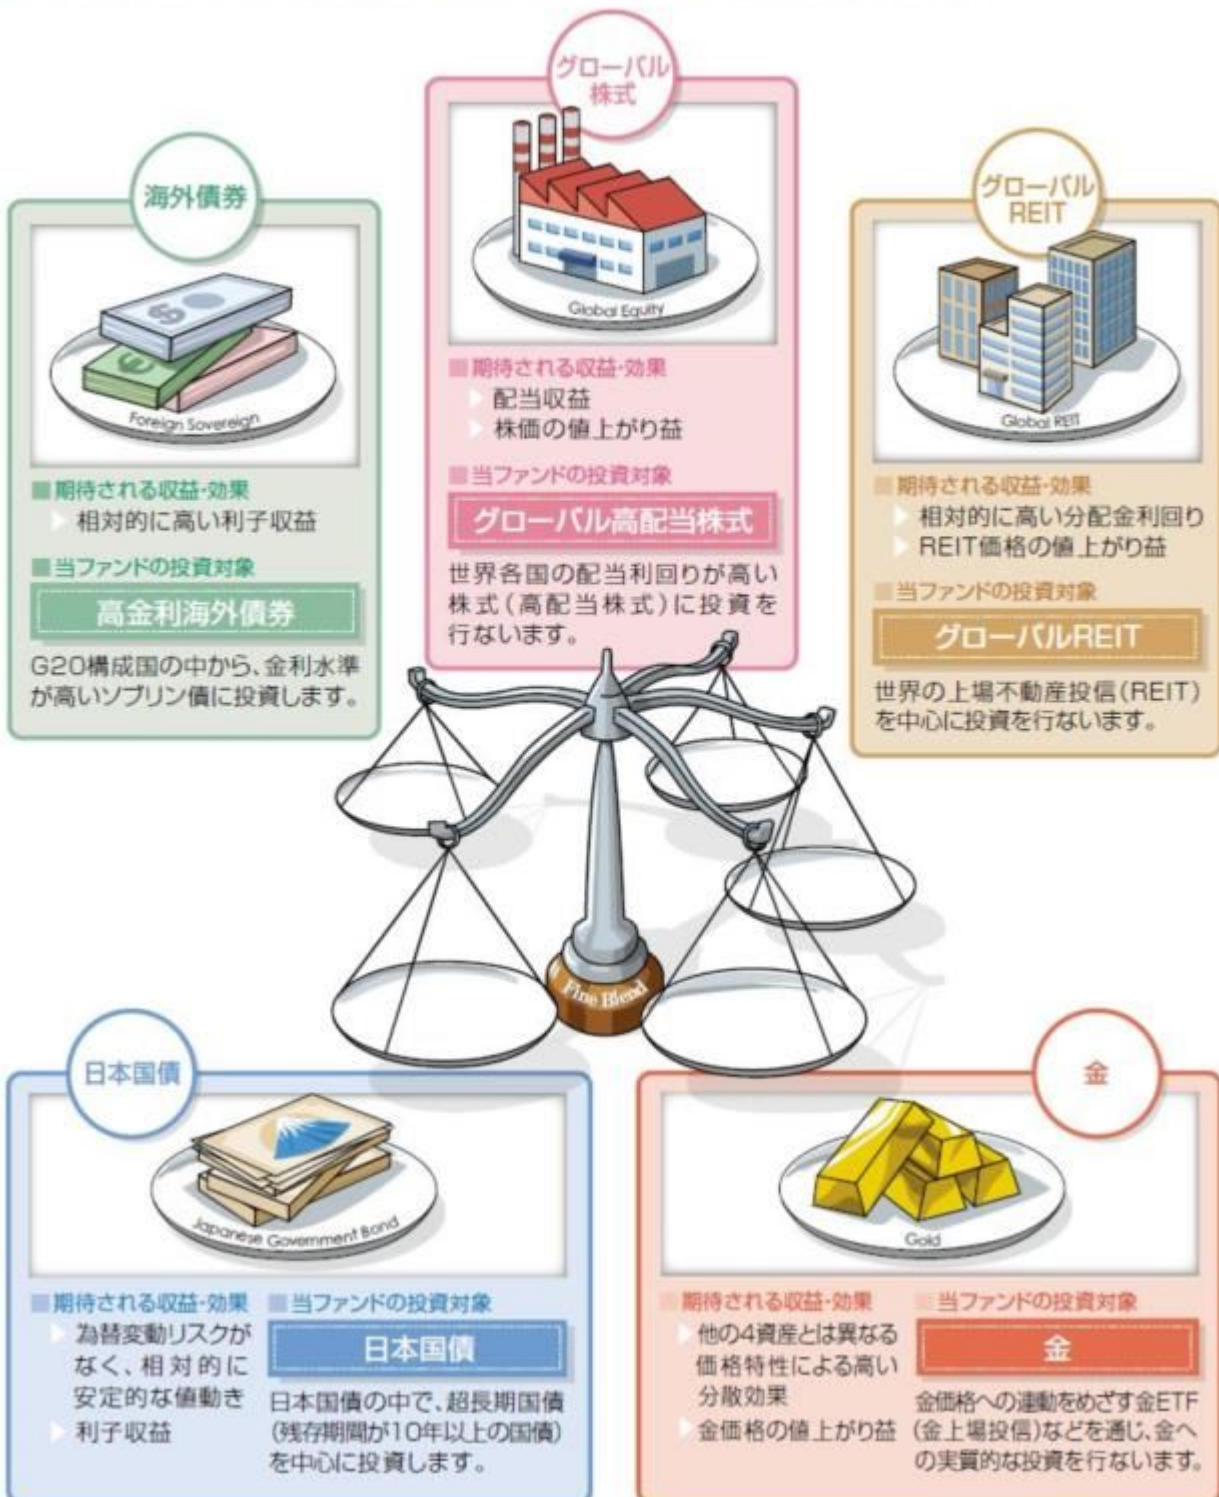 グローバル
株式
Global Equity
■期待される収益・効果
配当収益
株価の値上がり益
■当ファンドの投資対象
グローバル高配当株式
世界各国の配当利回りが高い
株式(高配当株式)に投資を
行ないます。
海外債券
Foreign Sovereign
■期待される収益・効果
相対的に高い利子収益
■当ファンドの投資対象
高金利海外債券
G20構成国の中から、金利水準
が高いソブリン債に投資します。
グローバル
REIT
Global REIT
■期待される収益・効果
相対的に高い分配金利回り
REIT価格の値上がり益
■当ファンドの投資対象
グローバルREIT
世界の上場不動産投信(REIT)
を中心に投資を行ないます。
Fine Blend
日本国債
Japanese Government Bond
■期待される収益・効果
為替変動リスクが
なく、相対的に
安定的な値動き
利子収益
■当ファンドの投資対象
日本国債
日本国債の中で、超長期国債
(残存期間が10年以上の国債)
を中心に投資します。
金
Gold
■期待される収益・効果
他の4資産とは異なる
価格特性による高い
分散効果
金価格の値上がり益
■当ファンドの投資対象
金
金価格への連動をめざす金ETF
(金上場投信)などを通じ、金へ
の実質的な投資を行ないます。